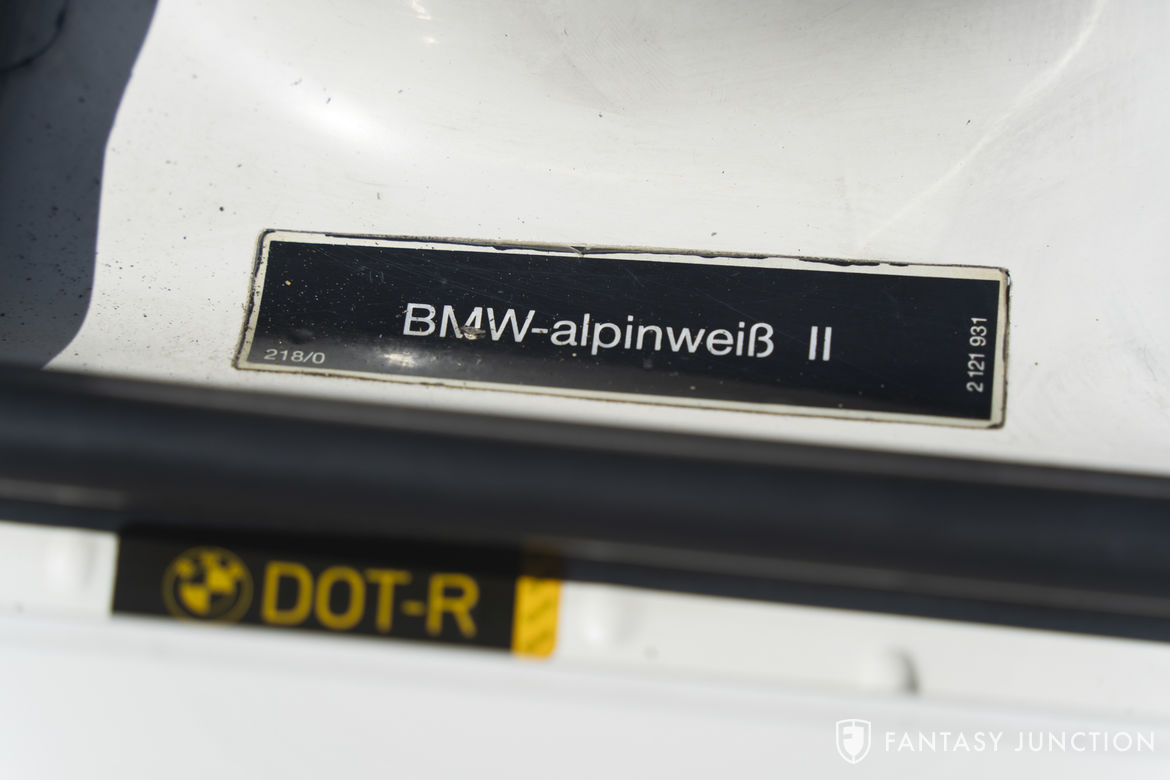 BMW-alpinweiß II
218/0
2 121 931
DOT-R
FANTASY JUNCTION